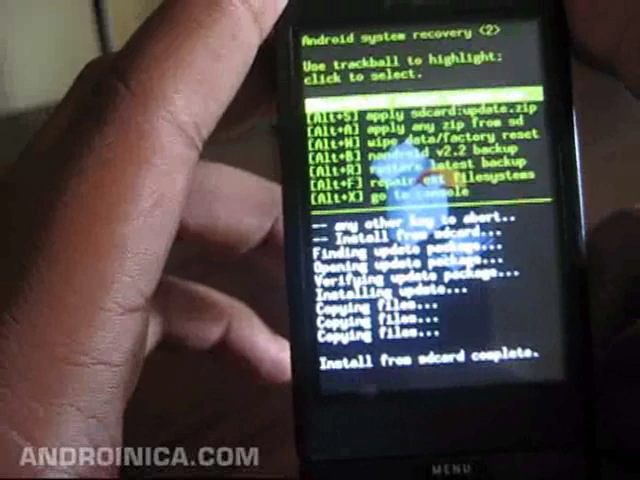 Android system recovery <2>
Use trackball to highlight;
click to select.
[Alt+S] apply sdcard:update.zip
[Alt+A] apply any zip from sd
[Alt+W] wipe data/factory reset
[Alt+B] nandroid v2.2 backup
[Alt+R] restore latest backup
[Alt+F] repair ext filesystems
[Alt+X] go to console
-- any other key to abort..
-- Install from sdcard...
Finding update package...
Opening update package...
Verifying update package...
Installing update...
Copying files...
Copying files...
Copying files...
Install from sdcard complete.
MENU
ANDROINICA.COM